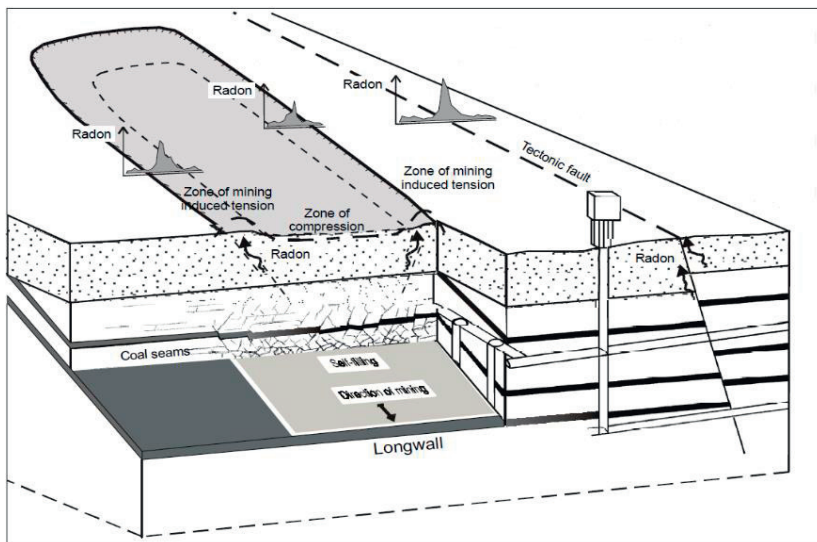 Radon
Radon
Radon
Tectonic fault
Zone of mining
induced tension
Zone of mining
induced tension
Zone of
compression
Radon
Radon
Coal seams
Self-filling
Direction of mining
Longwall